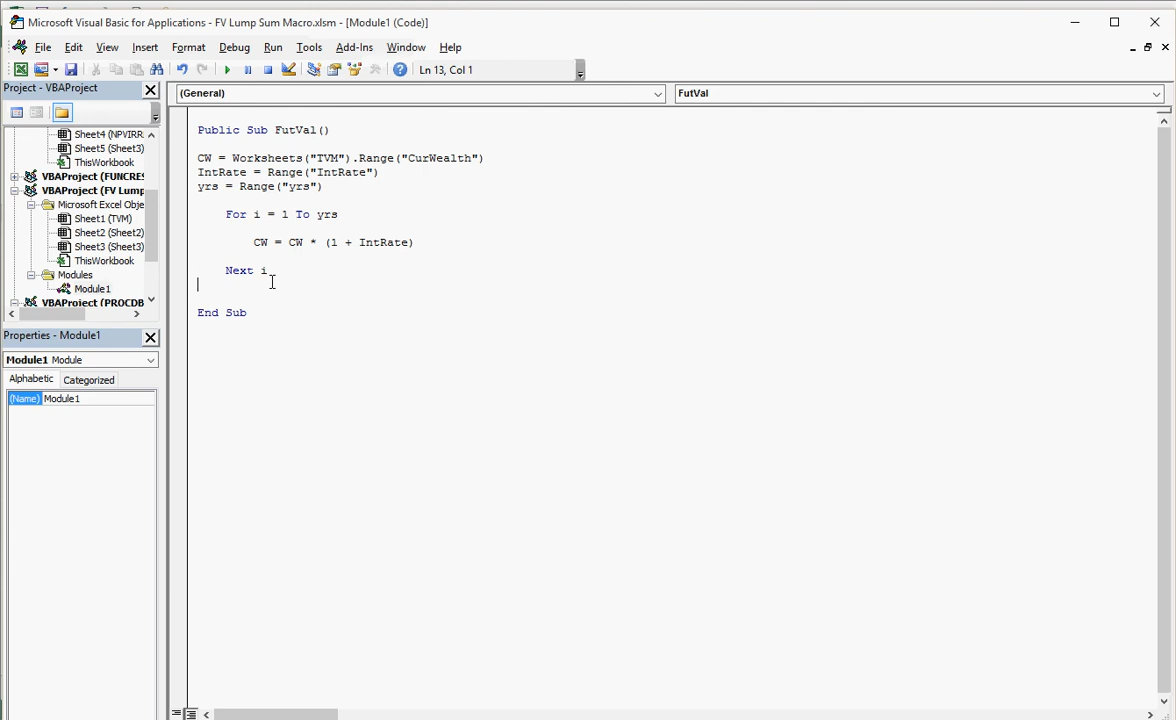 Microsoft Visual Basic for Applications - FV Lump Sum Macro.xlsm - [Module1 (Code)]
File Edit View Insert Format Debug Run Tools Add-Ins Window Help
Ln 13, Col 1
Project - VBAProject
(General) FutVal
Sheet4 (NPVIRR
Sheet5 (Sheet3)
ThisWorkbook
VBAProject (FUNCRES
VBAProject (FV Lump
Microsoft Excel Obje
Sheet1 (TVM)
Sheet2 (Sheet2)
Sheet3 (Sheet3)
ThisWorkbook
Modules
Module1
VBAProject (PROCDB
Properties - Module1
Module1 Module
Alphabetic Categorized
(Name) Module1
Public Sub FutVal()
CW = Worksheets("TVM").Range("CurWealth")
IntRate = Range("IntRate")
yrs = Range("yrs")
For i = 1 To yrs
CW = CW * (1 + IntRate)
Next i
End Sub